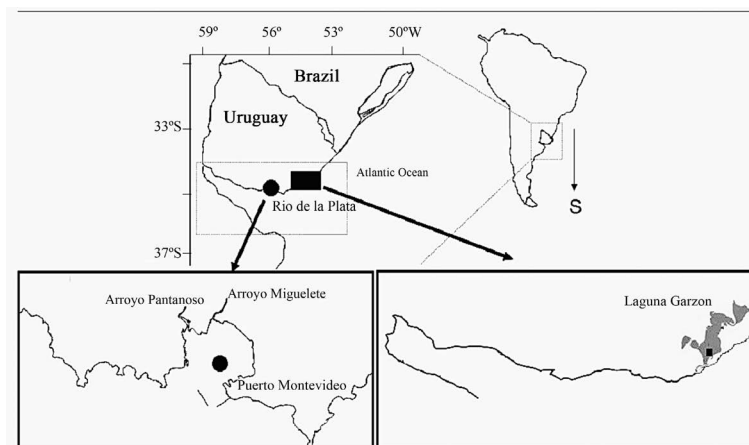 59º 56º 53º 50ºW
Brazil
Uruguay
33ºS
Atlantic Ocean
Rio de la Plata
S
37ºS
Arroyo Pantanoso
Arroyo Miguelete
Puerto Montevideo
Laguna Garzon